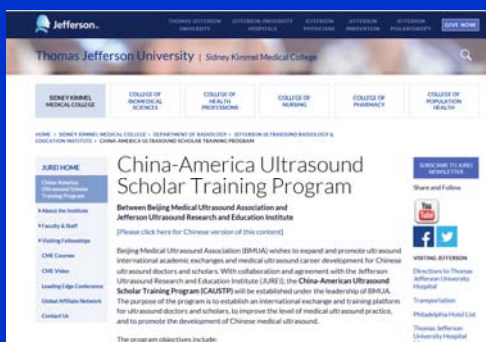 Jefferson.
THOMAS JEFFERSON UNIVERSITY
JEFFERSON UNIVERSITY HOSPITALS
JEFFERSON PHYSICIANS
JEFFERSON INNOVATION
JEFFERSON PHILANTHROPY
GIVE NOW
Thomas Jefferson University | Sidney Kimmel Medical College
SIDNEY KIMMEL
MEDICAL COLLEGE
COLLEGE OF
BIOMEDICAL
SCIENCES
COLLEGE OF
HEALTH
PROFESSIONS
COLLEGE OF
NURSING
COLLEGE OF
PHARMACY
COLLEGE OF
POPULATION
HEALTH
HOME > SIDNEY KIMMEL MEDICAL COLLEGE > DEPARTMENT OF RADIOLOGY > JEFFERSON ULTRASOUND RADIOLOGY &
EDUCATION INSTITUTE > CHINA-AMERICA ULTRASOUND SCHOLAR TRAINING PROGRAM
JUREI HOME
China-America
Ultrasound Scholar
Training Program
About the Institute
Faculty & Staff
Visiting Fellowships
CME Courses
CME Video
Leading Edge Conference
Global Affiliate Network
Contact Us
China-America Ultrasound
Scholar Training Program
Between Beijing Medical Ultrasound Association and
Jefferson Ultrasound Research and Education Institute
[Please click here for Chinese version of this content]
Beijing Medical Ultrasound Association (BMUA) wishes to expand and promote ultrasound
international academic exchanges and medical ultrasound career development for Chinese
ultrasound doctors and scholars. With collaboration and agreement with the Jefferson
Ultrasound Research and Education Institute (JUREI), the China-American Ultrasound
Scholar Training Program (CAUSTP) will be established under the leadership of BMUA.
The purpose of the program is to establish an international exchange and training platform
for ultrasound doctors and scholars, to improve the level of medical ultrasound practice,
and to promote the development of Chinese medical ultrasound.
The program objectives include:
SUBSCRIBE TO JUREI
NEWSLETTER
Share and Follow
You
Tube
VISITING JEFFERSON
Directions to Thomas
Jefferson University
Hospital
Transportation
Philadelphia Hotel List
Thomas Jefferson
University Hospital